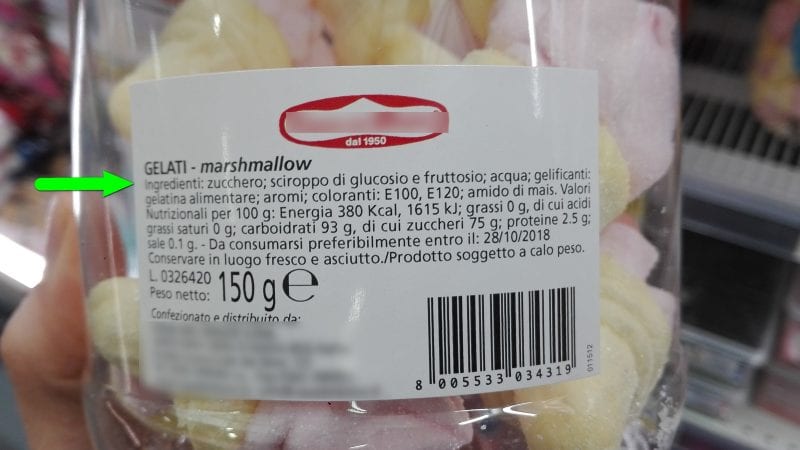 dal 1950
GELATI - marshmallow
Ingredienti: zucchero; sciroppo di glucosio e fruttosio; acqua; gelificanti:
gelatina alimentare; aromi; coloranti: E100, E120; amido di mais. Valori
Nutrizionali per 100 g: Energia 380 Kcal, 1615 kJ; grassi 0 g, di cui acidi
grassi saturi 0 g; carboidrati 93 g, di cui zuccheri 75 g; proteine 2.5 g;
sale 0.1 g. - Da consumarsi preferibilmente entro il: 28/10/2018
Conservare in luogo fresco e asciutto./Prodotto soggetto a calo peso.
L. 0326420
Peso netto: 150 g e
Confezionato e distribuito da:
8 005533 034319
011512